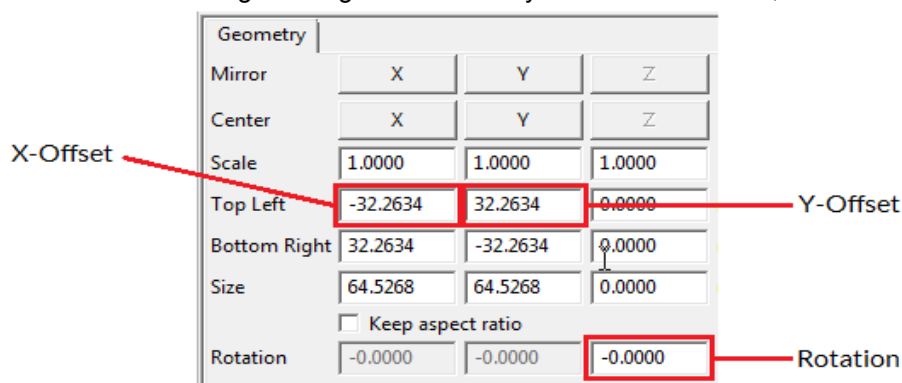 Geometry
Mirror X Y Z
Center X Y Z
X-Offset
Scale 1.0000 1.0000 1.0000
Top Left -32.2634 32.2634 0.0000 Y-Offset
Bottom Right 32.2634 -32.2634 0.0000
Size 64.5268 64.5268 0.0000
Keep aspect ratio
Rotation -0.0000 -0.0000 -0.0000 Rotation